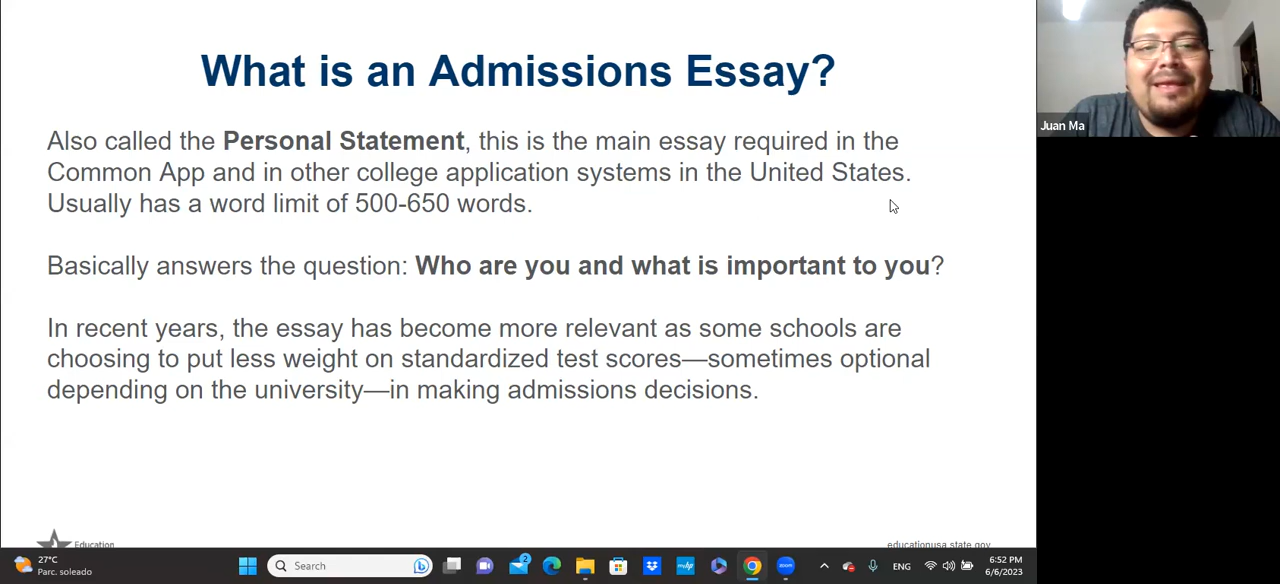 What is an Admissions Essay?
Also called the Personal Statement, this is the main essay required in the
Common App and in other college application systems in the United States.
Usually has a word limit of 500-650 words.
Basically answers the question: Who are you and what is important to you?
In recent years, the essay has become more relevant as some schools are
choosing to put less weight on standardized test scores—sometimes optional
depending on the university—in making admissions decisions.
Juan Ma
Education
educationusa.state.gov
27°C
Parc. soleado
Search
2
ENG
6:52 PM
6/6/2023